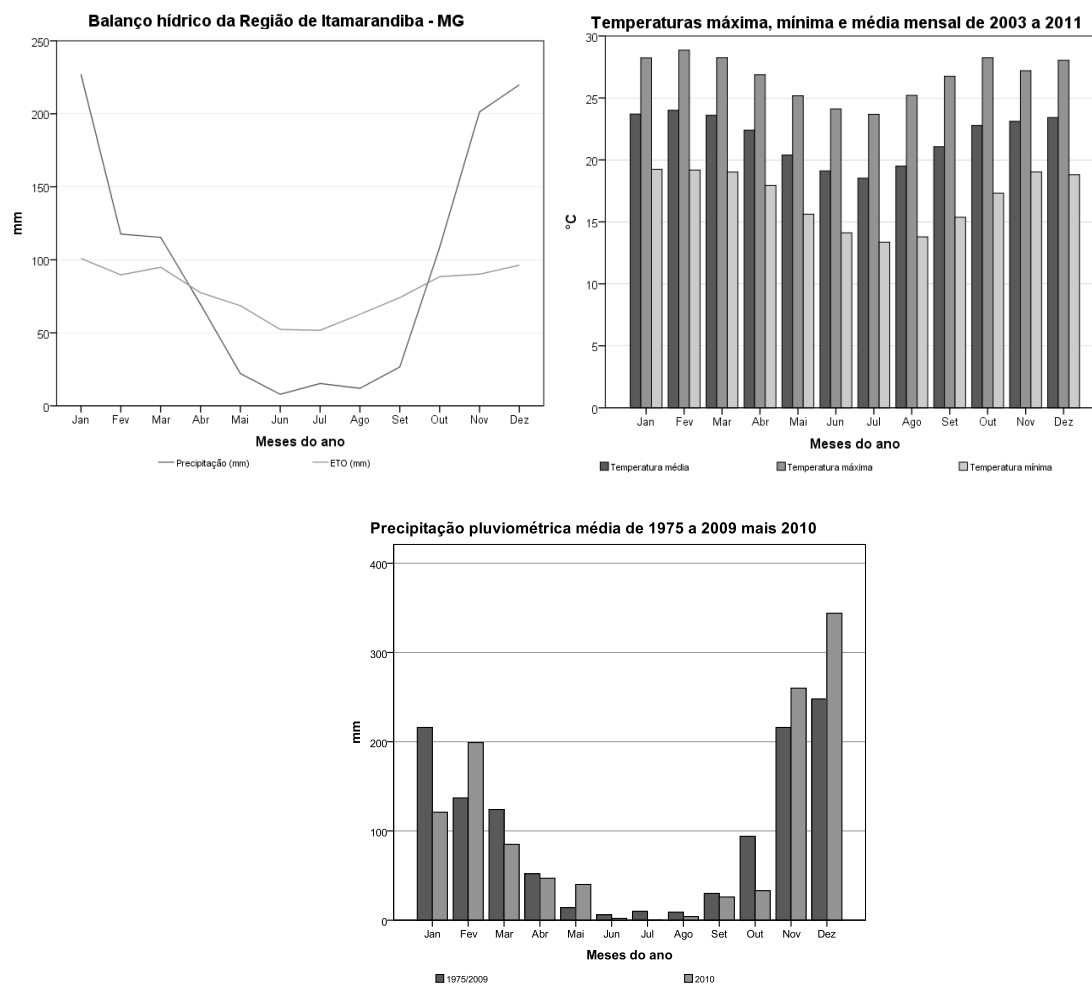 Balanço hídrico da Região de Itamarandiba - MG
250
200
150
100
50
0
mm
Jan Fev Mar Abr Mai Jun Jul Ago Set Out Nov Dez
Meses do ano
Precipitação (mm) ETO (mm)
Temperaturas máxima, mínima e média mensal de 2003 a 2011
30
25
20
15
10
5
0
°C
Jan Fev Mar Abr Mai Jun Jul Ago Set Out Nov Dez
Meses do ano
Temperatura média Temperatura máxima Temperatura mínima
Precipitação pluviométrica média de 1975 a 2009 mais 2010
400
300
200
100
0
mm
Jan Fev Mar Abr Mai Jun Jul Ago Set Out Nov Dez
Meses do ano
1975/2009 2010